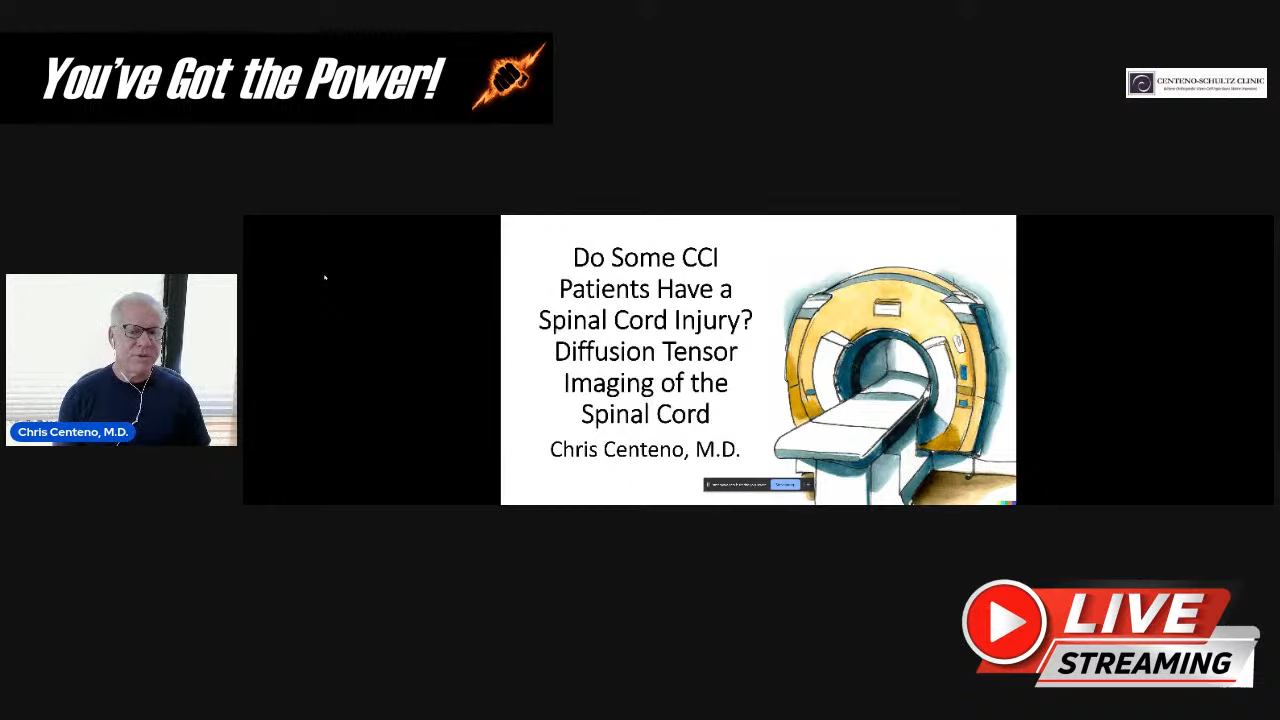 You've Got the Power!
CENTENO-SCHULTZ CLINIC
Do Some CCI
Patients Have a
Spinal Cord Injury?
Diffusion Tensor
Imaging of the
Spinal Cord
Chris Centeno, M.D.
Chris Centeno, M.D.
LIVE
STREAMING